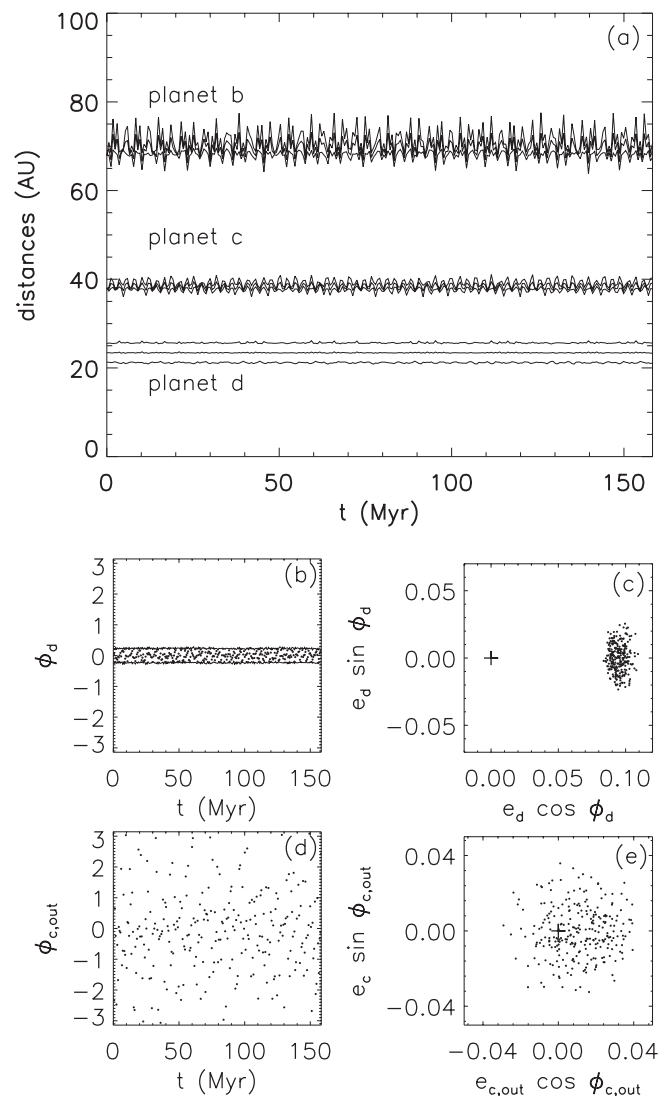 (a)
100
80
60
40
20
0
distances (AU)
planet b
planet c
planet d
0 50 100 150
t (Myr)
(b)
3
2
1
0
−1
−2
−3
ϕd
0 50 100 150
t (Myr)
(c)
0.05
0.00
−0.05
ed sin ϕd
0.00 0.05 0.10
ed cos ϕd
(d)
3
2
1
0
−1
−2
−3
ϕc,out
0 50 100 150
t (Myr)
(e)
0.04
0.00
−0.04
ec sin ϕc,out
−0.04 0.00 0.04
ec,out cos ϕc,out